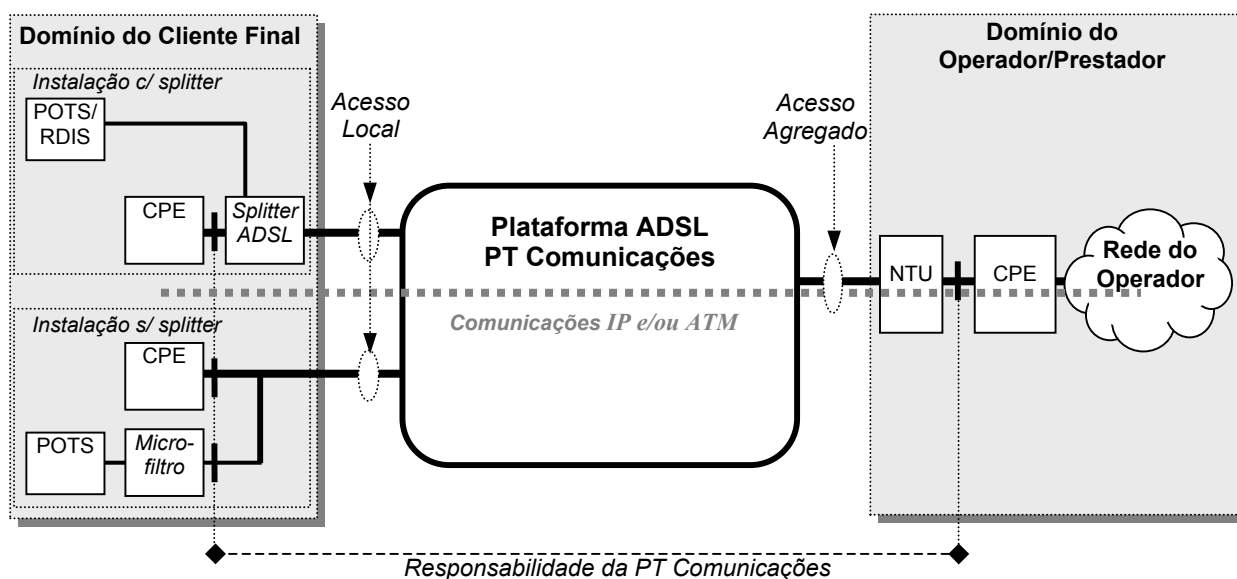 Domínio do Cliente Final
Instalação c/ splitter
POTS/
RDIS
CPE
Splitter
ADSL
Instalação s/ splitter
CPE
POTS
Micro-
filtro
Acesso
Local
Plataforma ADSL
PT Comunicações
Comunicações IP e/ou ATM
Acesso
Agregado
Domínio do
Operador/Prestador
NTU
CPE
Rede do
Operador
Responsabilidade da PT Comunicações